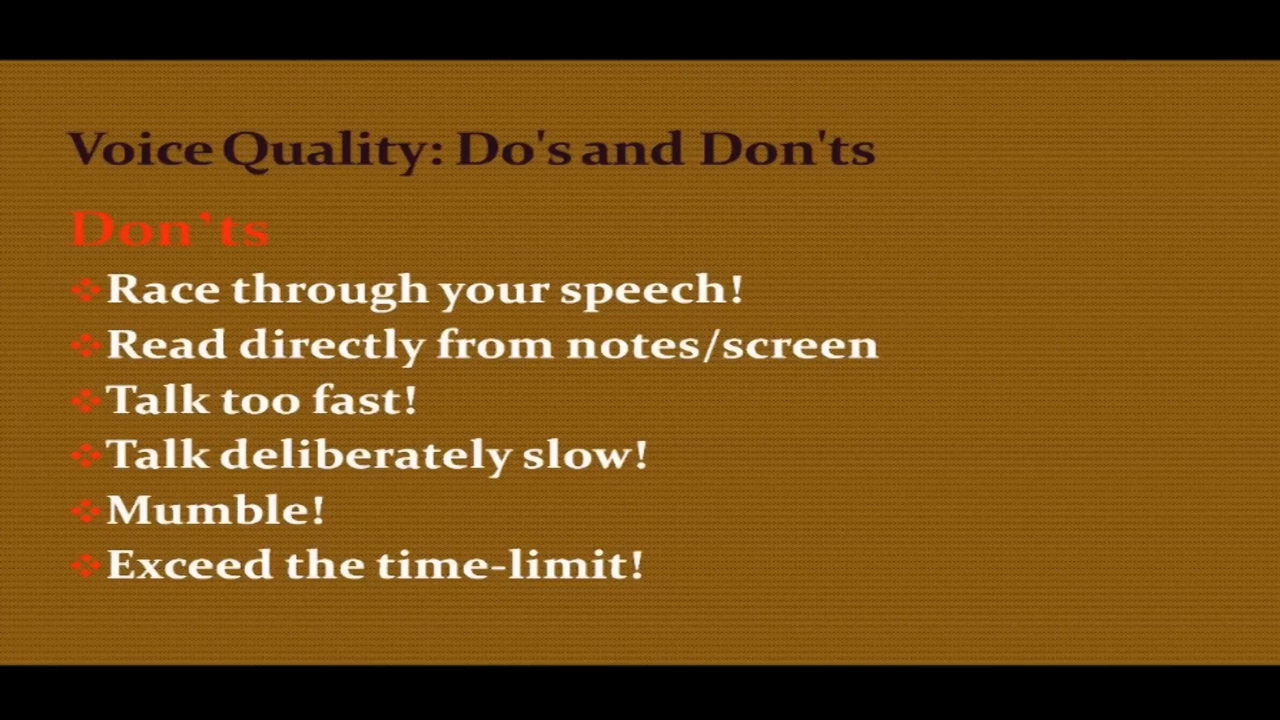 Voice Quality: Do's and Don'ts
Don’ts
Race through your speech!
Read directly from notes/screen
Talk too fast!
Talk deliberately slow!
Mumble!
Exceed the time-limit!